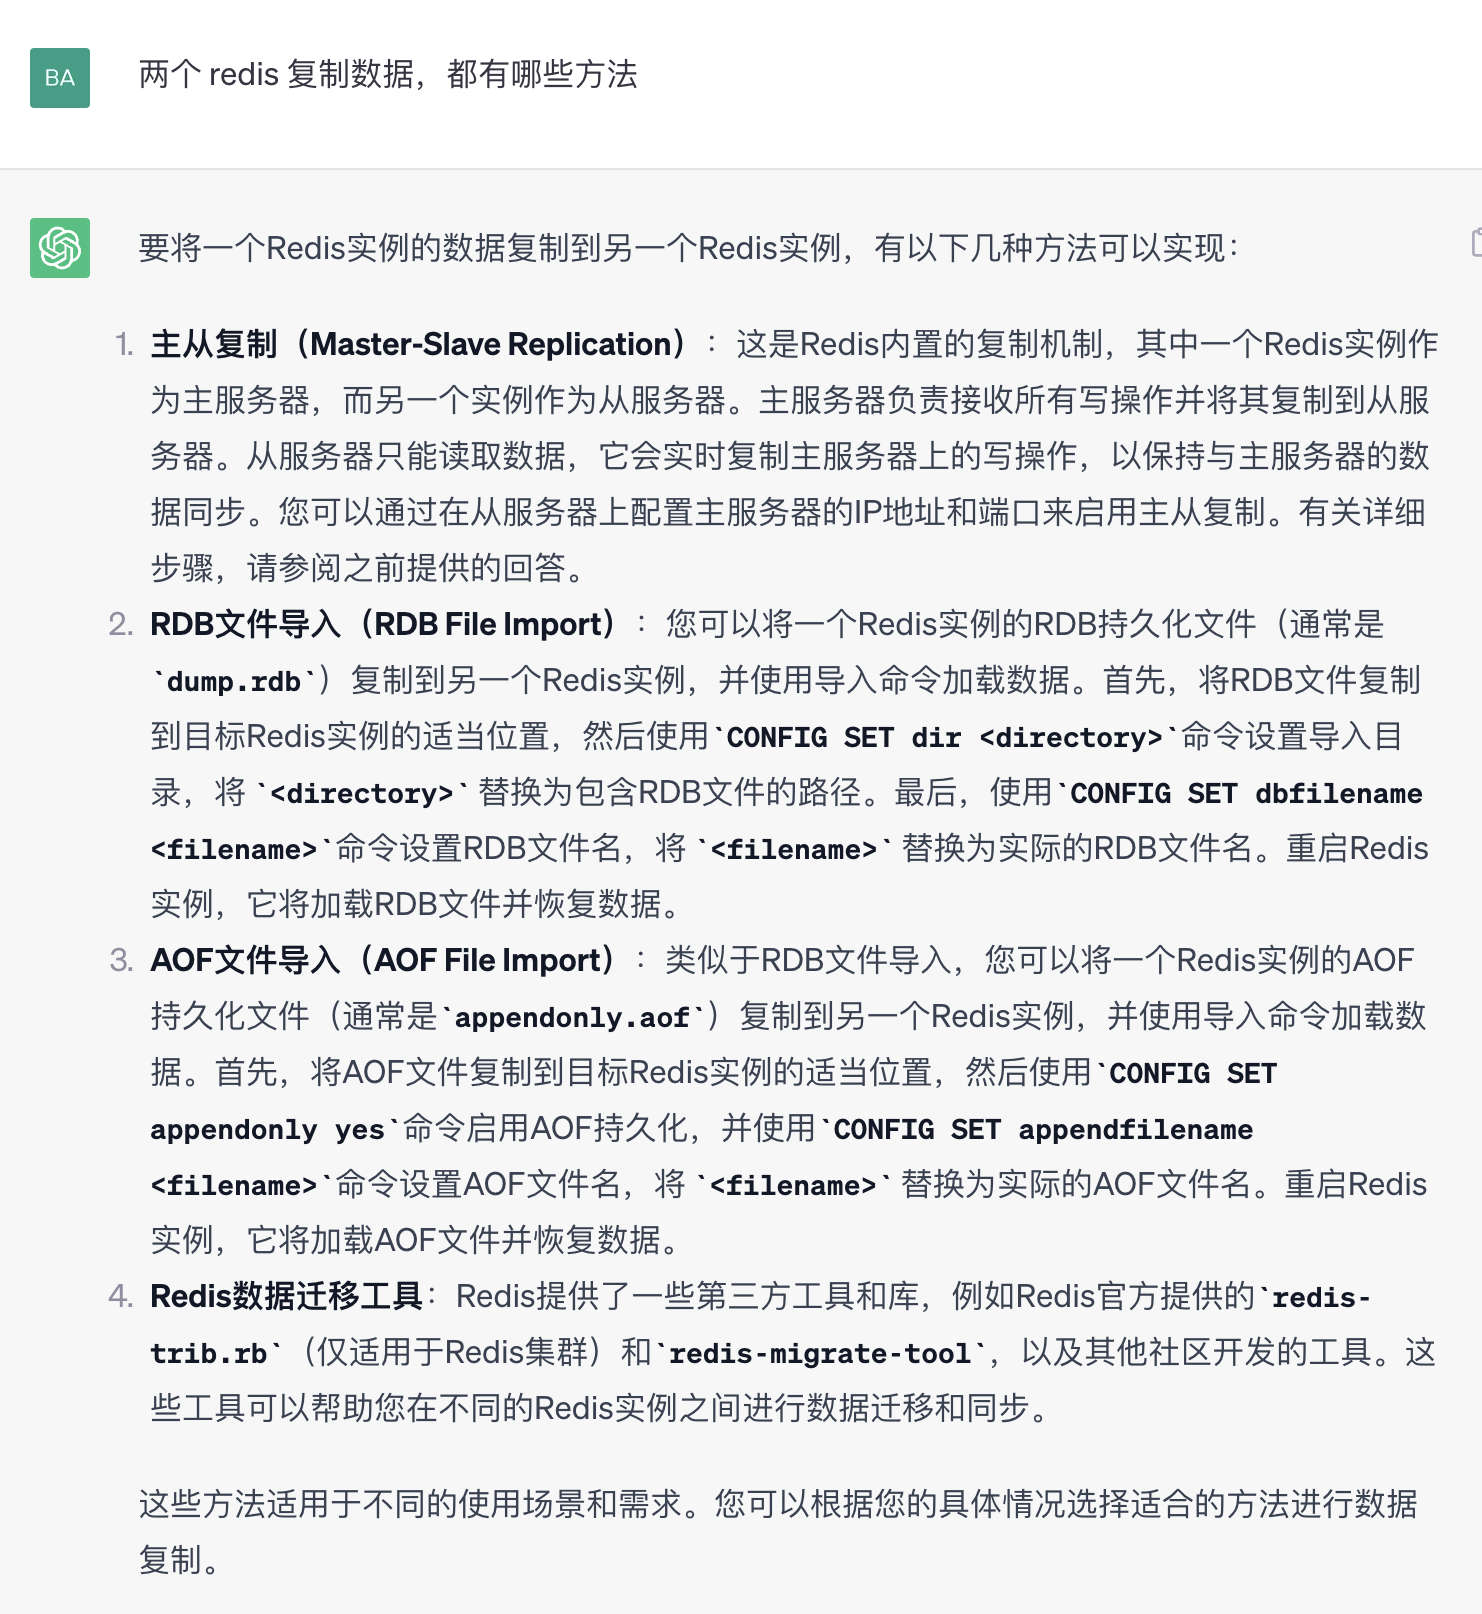 BA
两个 redis 复制数据，都有哪些方法
要将一个Redis实例的数据复制到另一个Redis实例，有以下几种方法可以实现：
1. 主从复制（Master-Slave Replication）：这是Redis内置的复制机制，其中一个Redis实例作
为主服务器，而另一个实例作为从服务器。主服务器负责接收所有写操作并将其复制到从服
务器。从服务器只能读取数据，它会实时复制主服务器上的写操作，以保持与主服务器的数
据同步。您可以通过在从服务器上配置主服务器的IP地址和端口来启用主从复制。有关详细
步骤，请参阅之前提供的回答。
2. RDB文件导入（RDB File Import）：您可以将一个Redis实例的RDB持久化文件（通常是
`dump.rdb`）复制到另一个Redis实例，并使用导入命令加载数据。首先，将RDB文件复制
到目标Redis实例的适当位置，然后使用`CONFIG SET dir <directory>`命令设置导入目
录，将 `<directory>` 替换为包含RDB文件的路径。最后，使用`CONFIG SET dbfilename
<filename>`命令设置RDB文件名，将 `<filename>` 替换为实际的RDB文件名。重启Redis
实例，它将加载RDB文件并恢复数据。
3. AOF文件导入（AOF File Import）：类似于RDB文件导入，您可以将一个Redis实例的AOF
持久化文件（通常是`appendonly.aof`）复制到另一个Redis实例，并使用导入命令加载数
据。首先，将AOF文件复制到目标Redis实例的适当位置，然后使用`CONFIG SET
appendonly yes`命令启用AOF持久化，并使用`CONFIG SET appendfilename
<filename>`命令设置AOF文件名，将 `<filename>` 替换为实际的AOF文件名。重启Redis
实例，它将加载AOF文件并恢复数据。
4. Redis数据迁移工具：Redis提供了一些第三方工具和库，例如Redis官方提供的`redis-
trib.rb`（仅适用于Redis集群）和`redis-migrate-tool`，以及其他社区开发的工具。这
些工具可以帮助您在不同的Redis实例之间进行数据迁移和同步。
这些方法适用于不同的使用场景和需求。您可以根据您的具体情况选择适合的方法进行数据
复制。